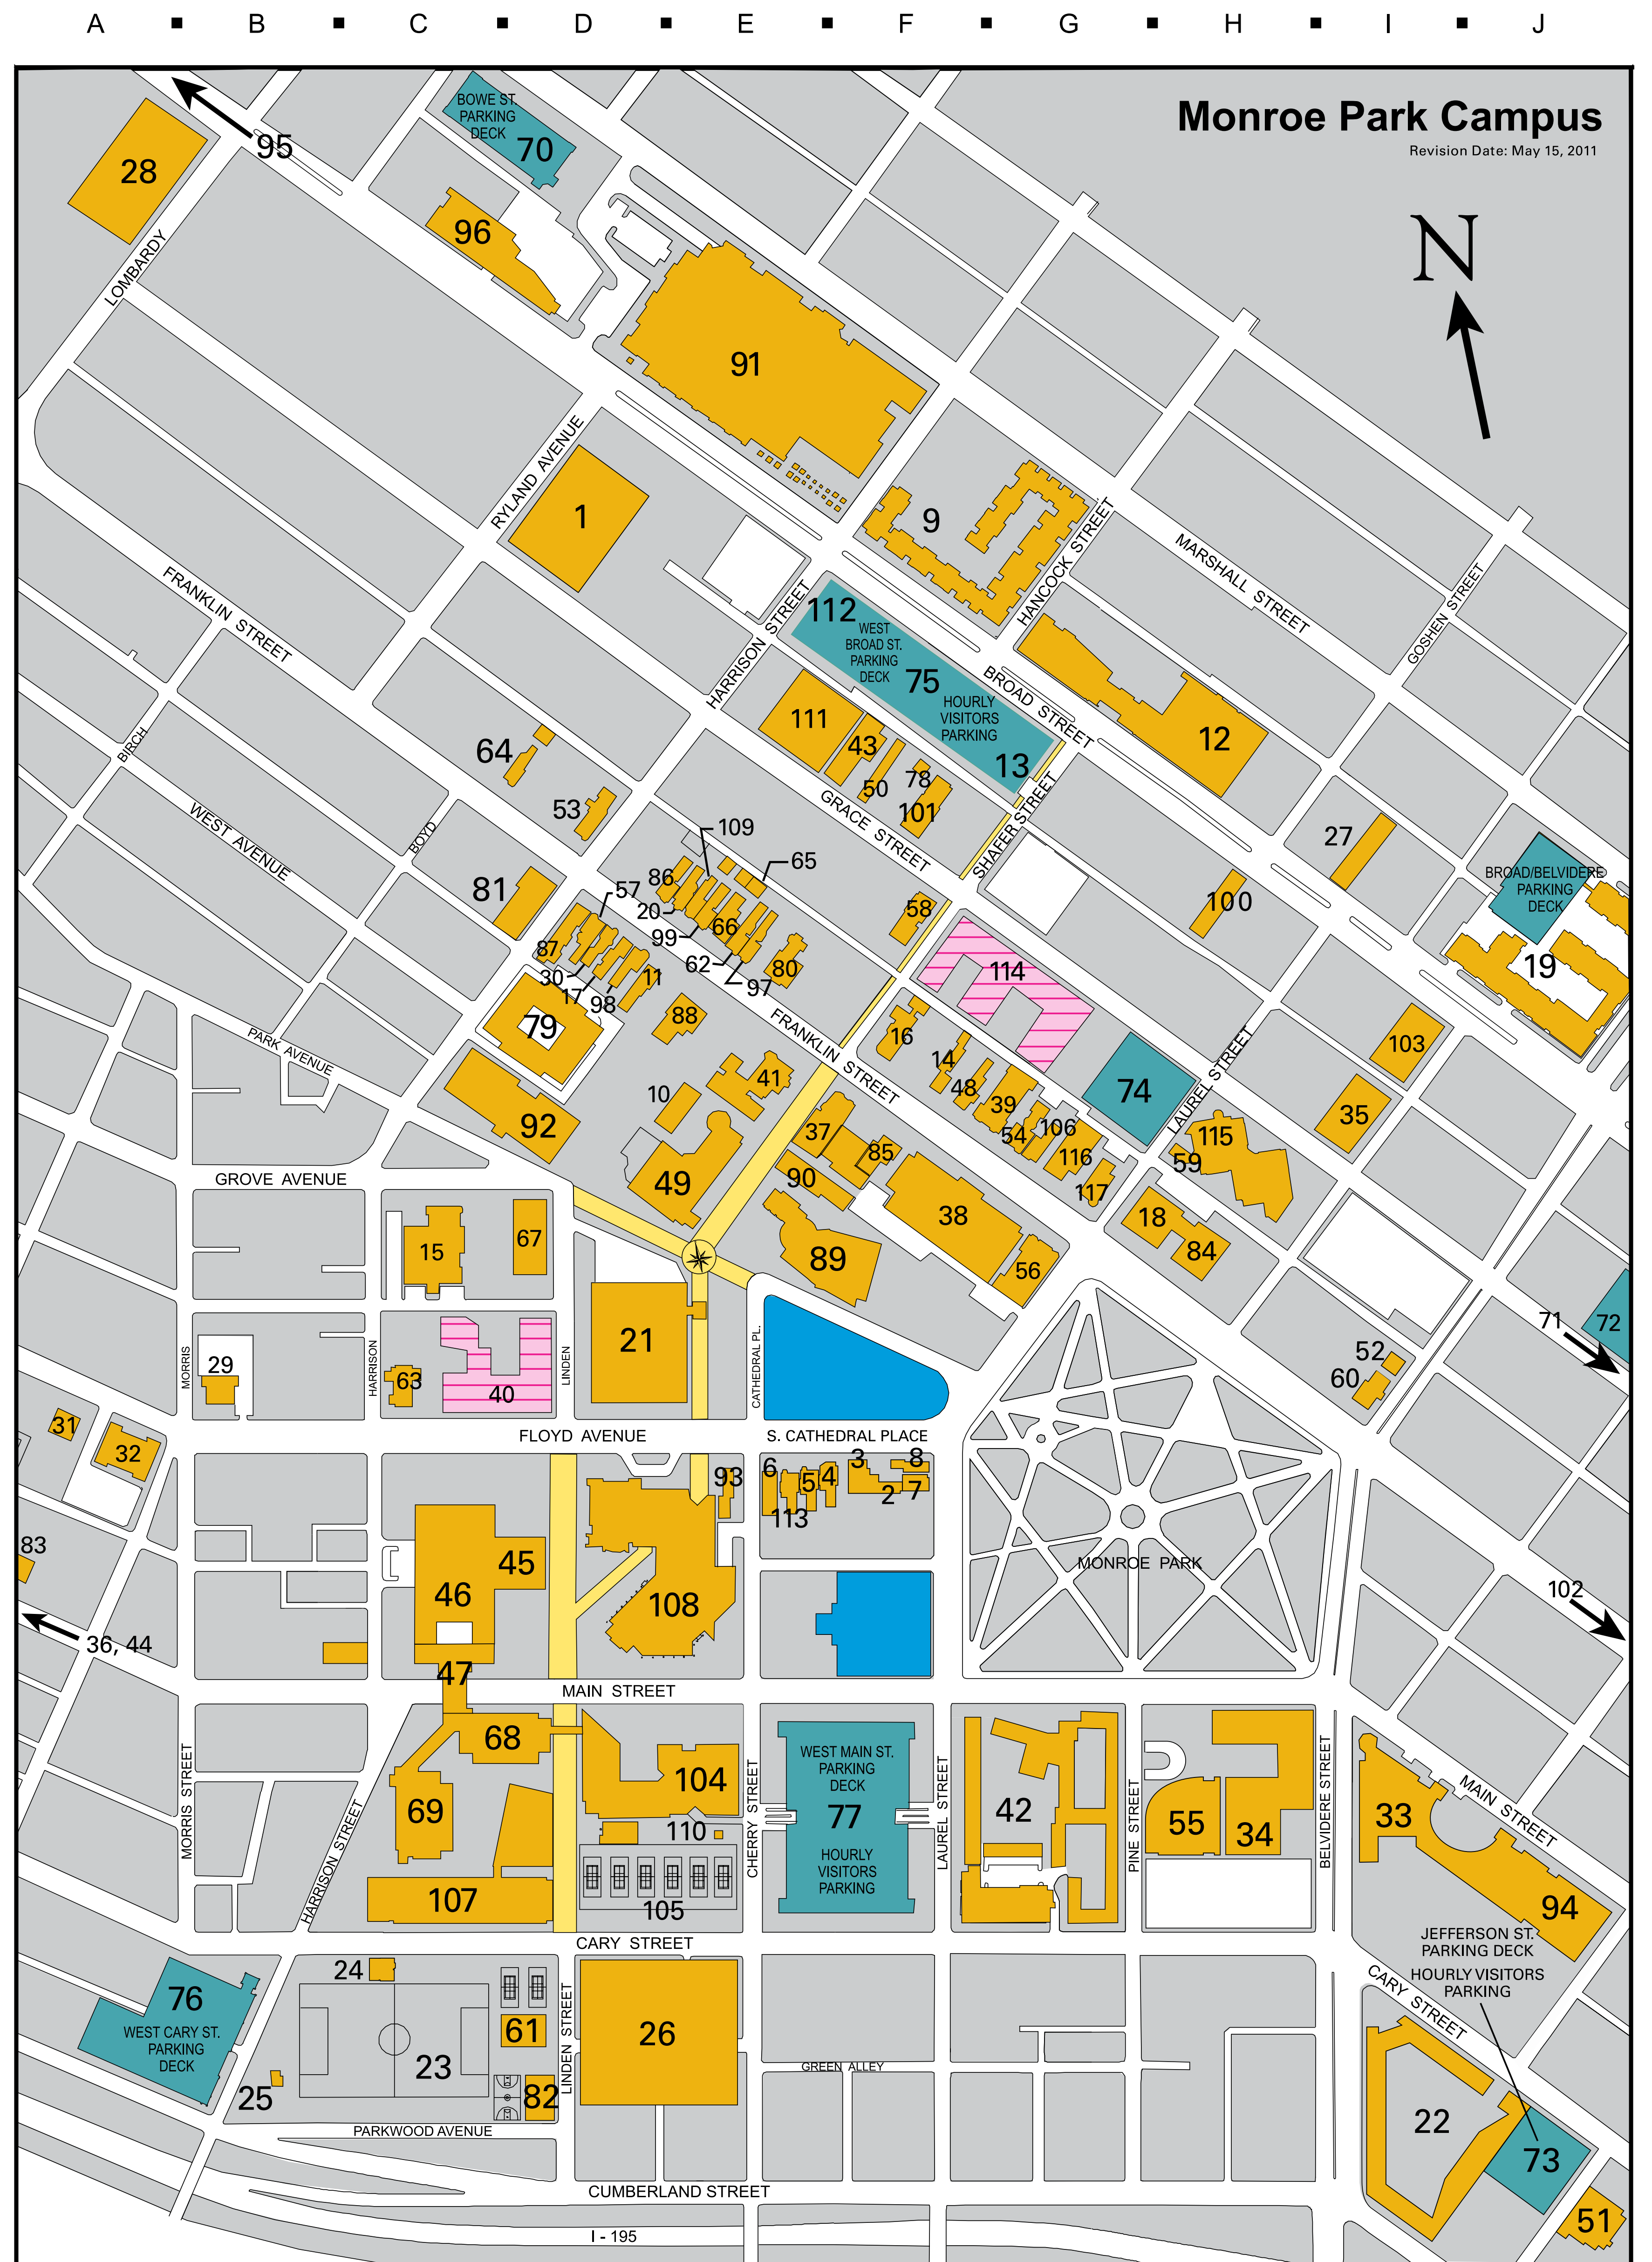 A B C D E F G H I J
Monroe Park Campus
Revision Date: May 15, 2011
N
BOWE ST.
PARKING
DECK
70
95
28
96
LOMBARDY
91
RYLAND AVENUE
1
9
HANCOCK STREET
MARSHALL STREET
GOSHEN STREET
FRANKLIN STREET
HARRISON STREET
112
WEST
BROAD ST.
PARKING
DECK
75
HOURLY
VISITORS
PARKING
13
BROAD STREET
12
111
43
50
78
101
64
53
BIRCH
GRACE STREET
SHAFER STREET
27
WEST AVENUE
BOYD
109
65
86
57
20
81
99
66
58
100
BROAD/BELVIDERE
PARKING
DECK
19
87
30
17
98
11
62
97
80
114
79
88
FRANKLIN STREET
16
14
48
39
54
106
116
117
74
LAUREL STREET
103
35
PARK AVENUE
10
41
92
37
85
90
115
59
49
GROVE AVENUE
38
18
84
15
67
89
56
21
71
72
MORRIS
29
HARRISON
63
40
LINDEN
CATHEDRAL PL.
52
60
31
32
FLOYD AVENUE
S. CATHEDRAL PLACE
93
6
5
4
3
8
2
7
113
83
45
46
108
MONROE PARK
102
36, 44
47
MAIN STREET
68
104
WEST MAIN ST.
PARKING
DECK
77
HOURLY
VISITORS
PARKING
MORRIS STREET
HARRISON STREET
69
110
CHERRY STREET
LAUREL STREET
42
PINE STREET
55
34
BELVIDERE STREET
33
MAIN STREET
107
105
94
CARY STREET
JEFFERSON ST.
PARKING DECK
HOURLY VISITORS
PARKING
CARY STREET
24
76
WEST CARY ST.
PARKING
DECK
61
26
23
LINDEN STREET
GREEN ALLEY
25
82
22
73
PARKWOOD AVENUE
CUMBERLAND STREET
51
I - 195